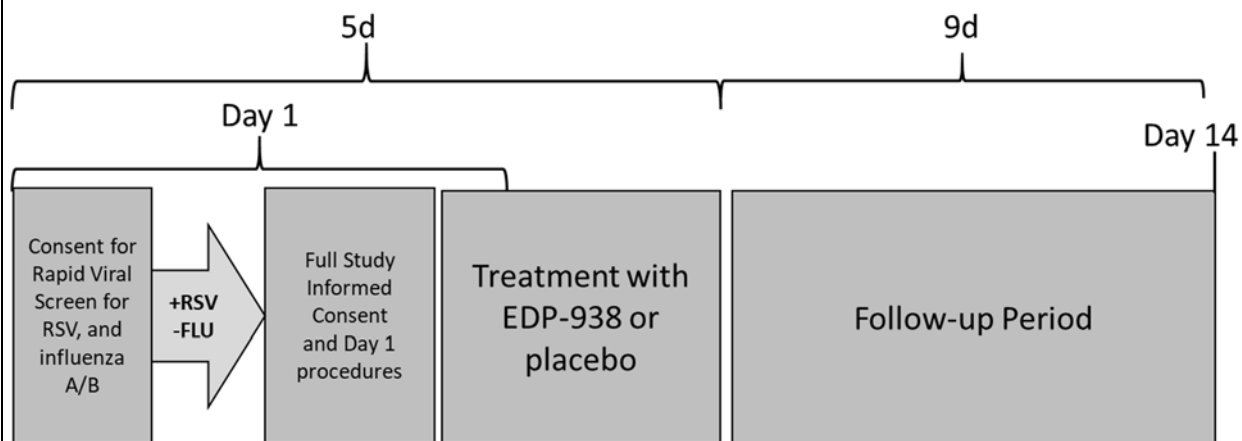 5d
9d
Day 1
Day 14
Consent for
Rapid Viral
Screen for
RSV, and
influenza
A/B
+RSV
-FLU
Full Study
Informed
Consent
and Day 1
procedures
Treatment with
EDP-938 or
placebo
Follow-up Period